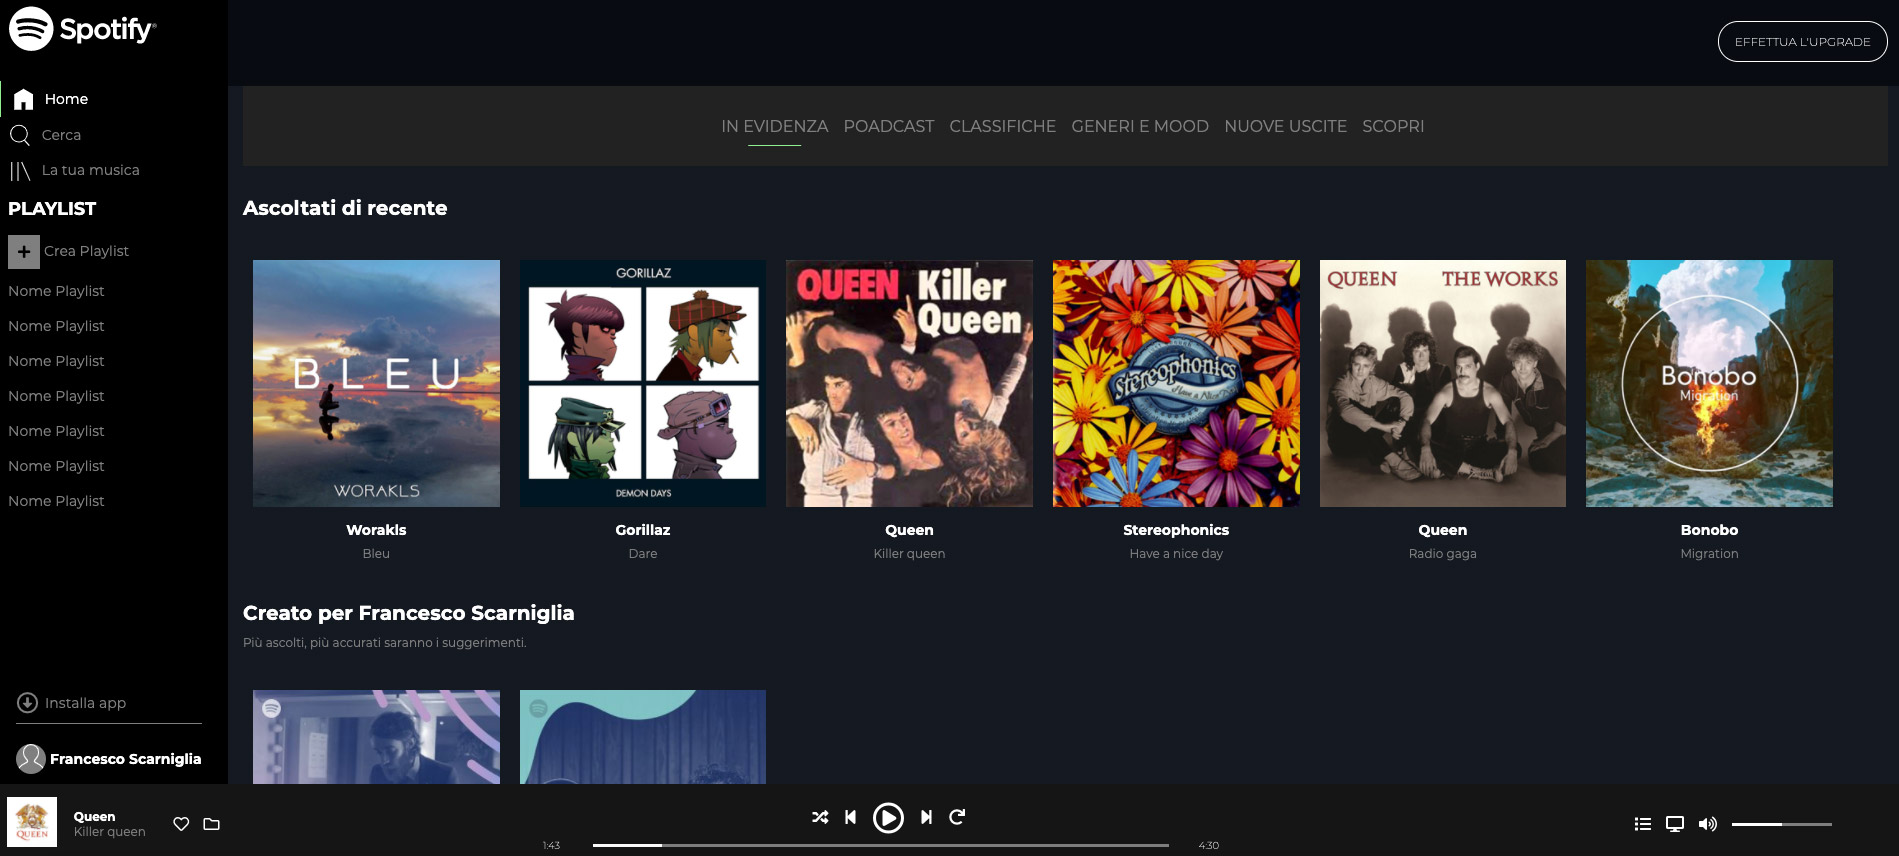 Spotify®
EFFETTUA L'UPGRADE
Home
Cerca
La tua musica
PLAYLIST
Crea Playlist
Nome Playlist
Nome Playlist
Nome Playlist
Nome Playlist
Nome Playlist
Nome Playlist
Nome Playlist
Installa app
Francesco Scarniglia
IN EVIDENZA POADCAST CLASSIFICHE GENERI E MOOD NUOVE USCITE SCOPRI
Ascoltati di recente
BLEU
WORAKLS
Worakls
Bleu
GORILLAZ
DEMON DAYS
Gorillaz
Dare
QUEEN Killer
Queen
Queen
Killer queen
stereophonics
Have a Nice Day
Stereophonics
Have a nice day
QUEEN THE WORKS
Queen
Radio gaga
Bonobo
Migration
Bonobo
Migration
Creato per Francesco Scarniglia
Più ascolti, più accurati saranno i suggerimenti.
QUEEN
Queen
Killer queen
1:43
4:30